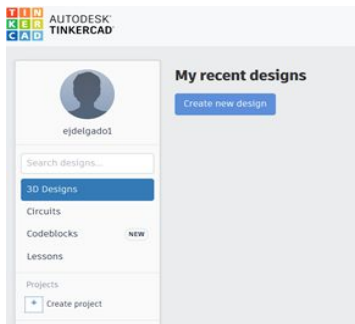 TIN
KER
CAD
AUTODESK
TINKERCAD
My recent designs
Create new design
ejdelgado1
Search designs...
3D Designs
Circuits
Codeblocks NEW
Lessons
Projects
+ Create project